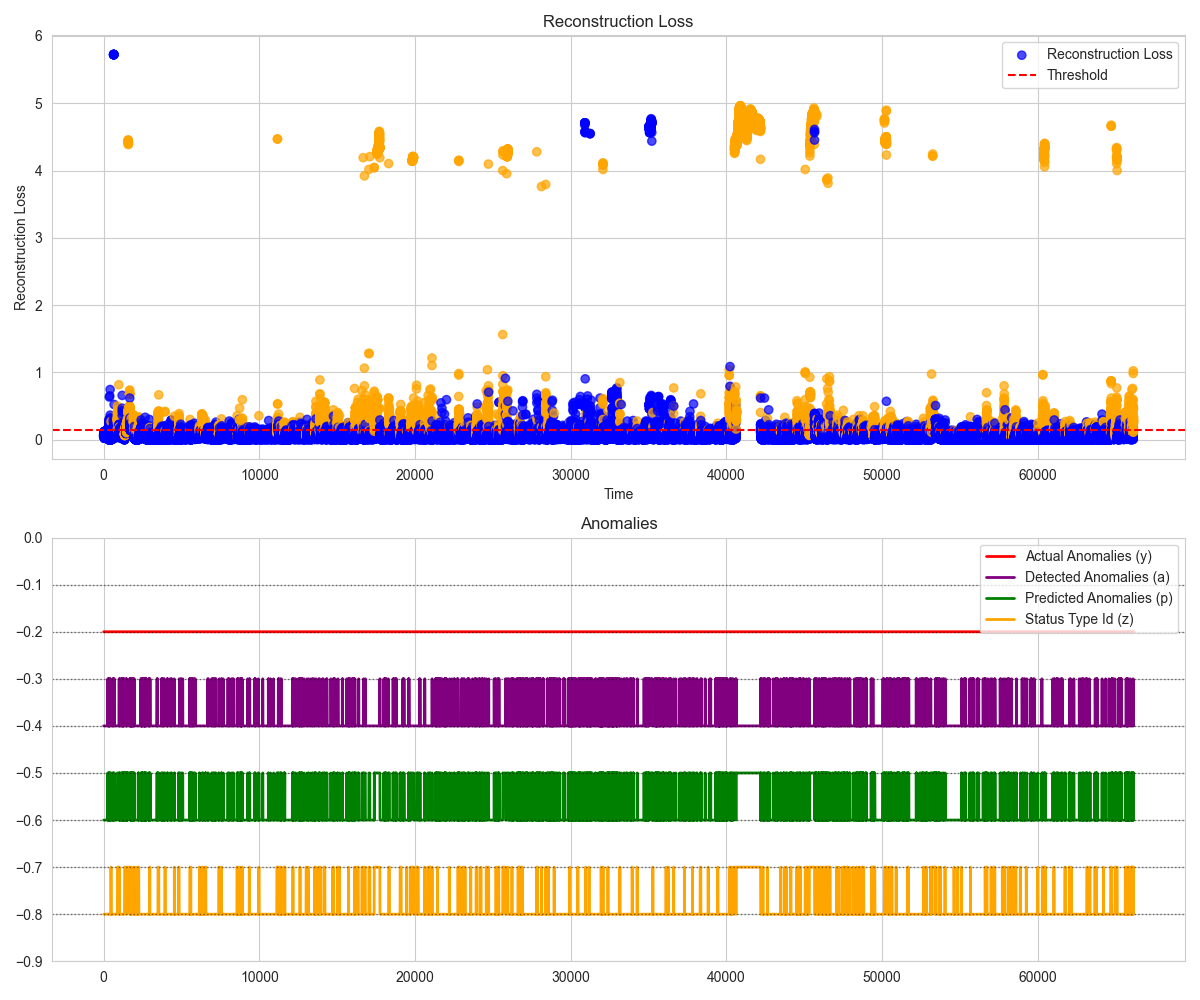 Reconstruction Loss
Reconstruction Loss
6
5
4
3
2
1
0
Reconstruction Loss
Threshold
0 10000 20000 30000 40000 50000 60000
Time
Anomalies
0.0
−0.1
−0.2
−0.3
−0.4
−0.5
−0.6
−0.7
−0.8
−0.9
Actual Anomalies (y)
Detected Anomalies (a)
Predicted Anomalies (p)
Status Type Id (z)
0 10000 20000 30000 40000 50000 60000